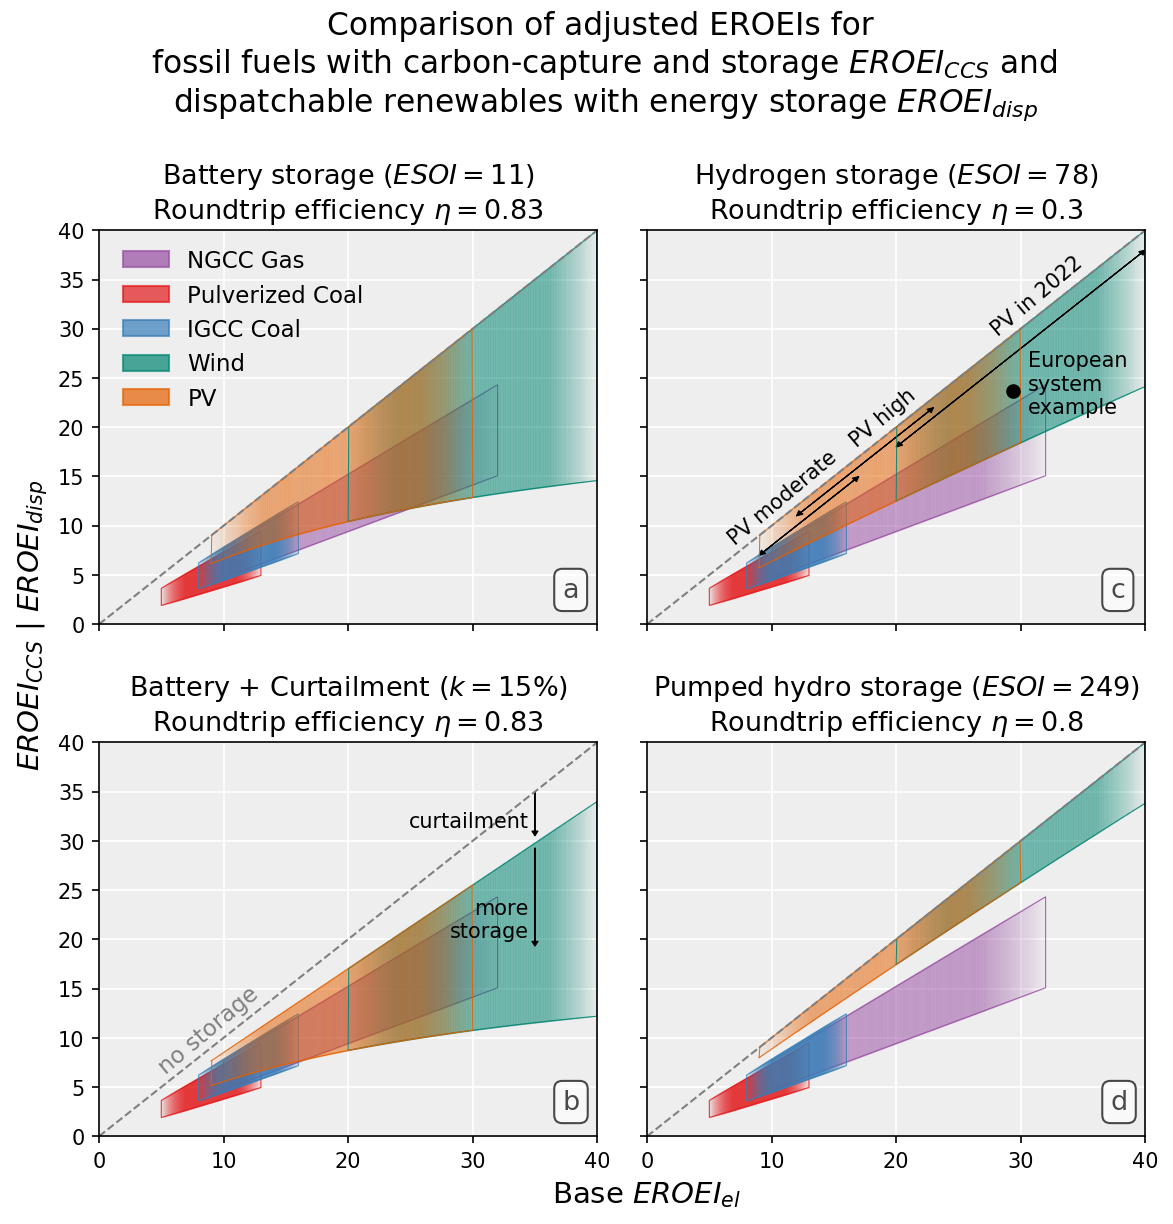 Comparison of adjusted EROEIs for
fossil fuels with carbon-capture and storage EROEI_CCS and
dispatchable renewables with energy storage EROEI_disp
Battery storage (ESOI = 11)
Roundtrip efficiency η = 0.83
40
35
30
25
20
15
10
5
0
NGCC Gas
Pulverized Coal
IGCC Coal
Wind
PV
a
Hydrogen storage (ESOI = 78)
Roundtrip efficiency η = 0.3
PV in 2022
PV high
PV moderate
European
system
example
c
EROEI_CCS | EROEI_disp
Battery + Curtailment (k = 15%)
Roundtrip efficiency η = 0.83
40
35
30
25
20
15
10
5
0
curtailment
more
storage
no storage
b
0 10 20 30 40
Pumped hydro storage (ESOI = 249)
Roundtrip efficiency η = 0.8
d
0 10 20 30 40
Base EROEI_el